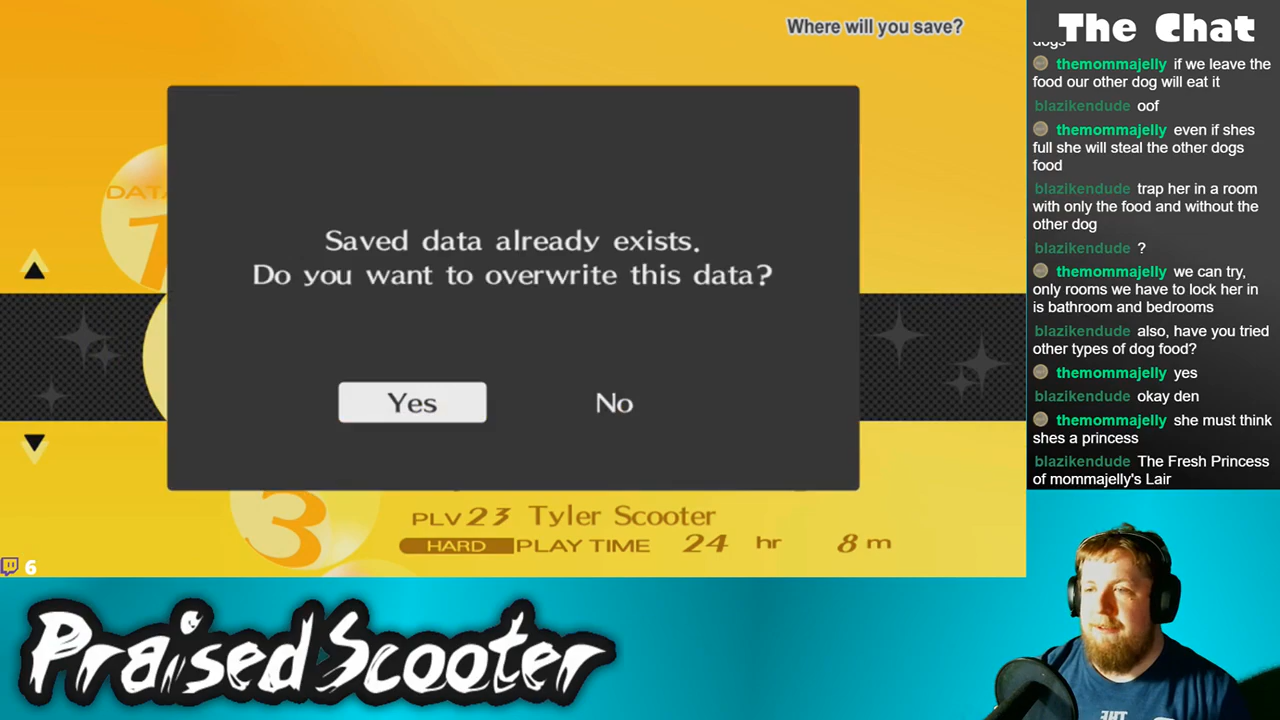 Where will you save?
DATA
1
Saved data already exists.
Do you want to overwrite this data?
Yes No
3
PLV 23 Tyler Scooter
HARD PLAY TIME 24 hr 8 m
6
PraisedScooter
The Chat
dogs
themommajelly if we leave the
food our other dog will eat it
blazikendude oof
themommajelly even if shes
full she will steal the other dogs
food
blazikendude trap her in a room
with only the food and without the
other dog
blazikendude ?
themommajelly we can try,
only rooms we have to lock her in
is bathroom and bedrooms
blazikendude also, have you tried
other types of dog food?
themommajelly yes
blazikendude okay den
themommajelly she must think
shes a princess
blazikendude The Fresh Princess
of mommajelly's Lair